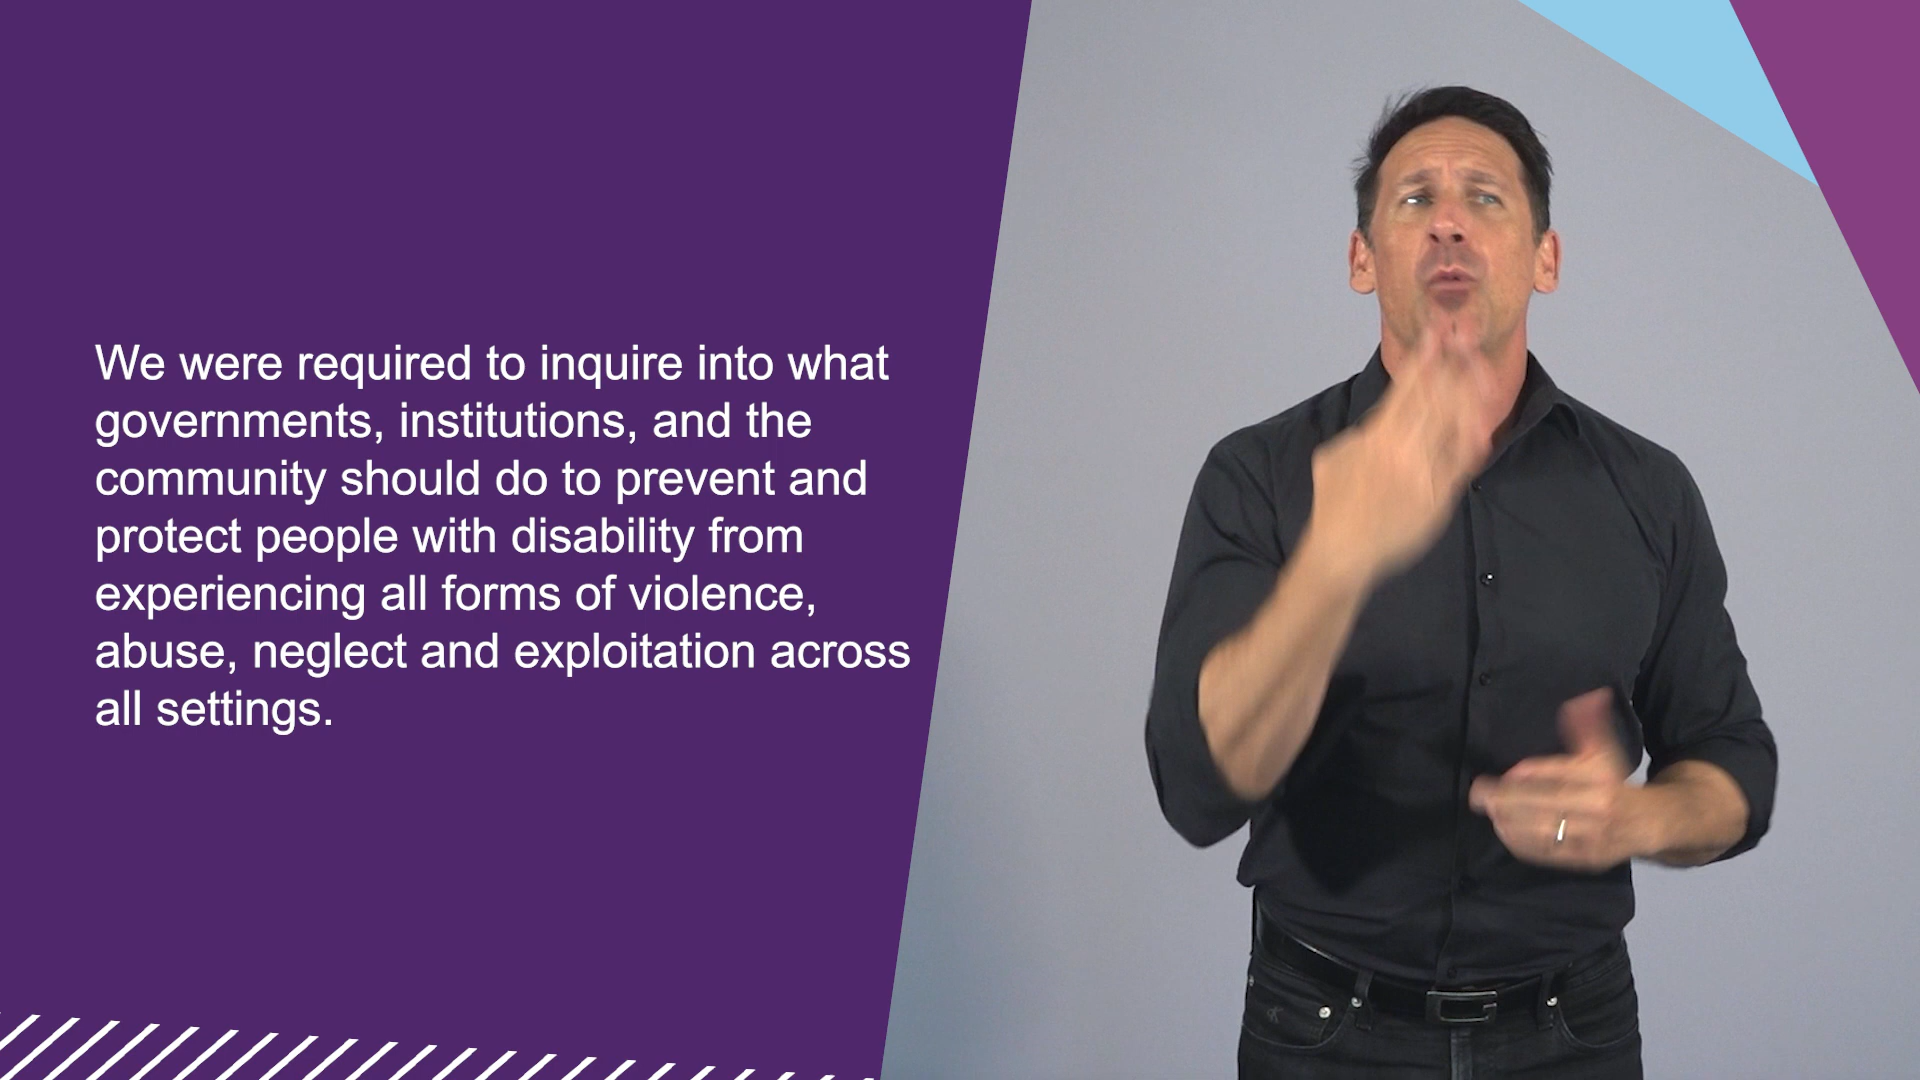 We were required to inquire into what
governments, institutions, and the
community should do to prevent and
protect people with disability from
experiencing all forms of violence,
abuse, neglect and exploitation across
all settings.